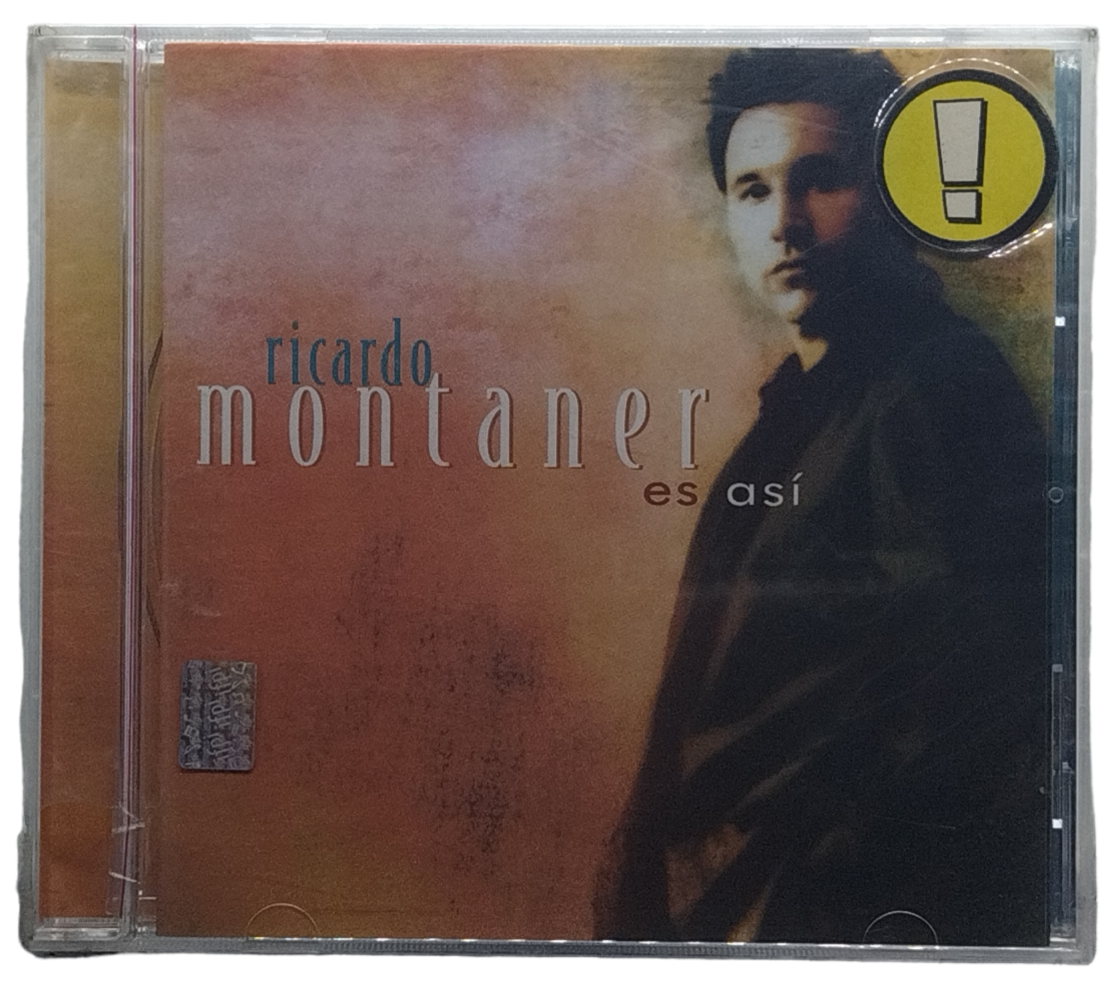 ricardo
montaner
es así
!